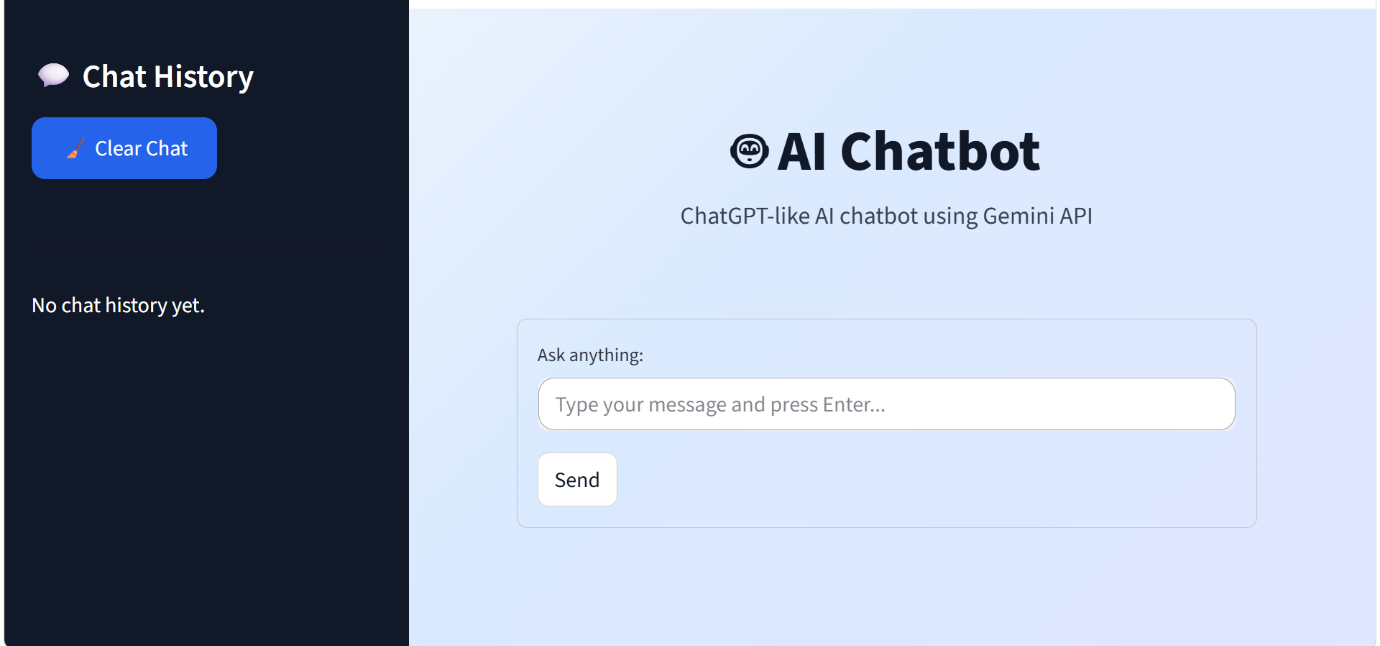 💬 Chat History
🧹 Clear Chat
No chat history yet.
AI Chatbot
ChatGPT-like AI chatbot using Gemini API
Ask anything:
Type your message and press Enter...
Send